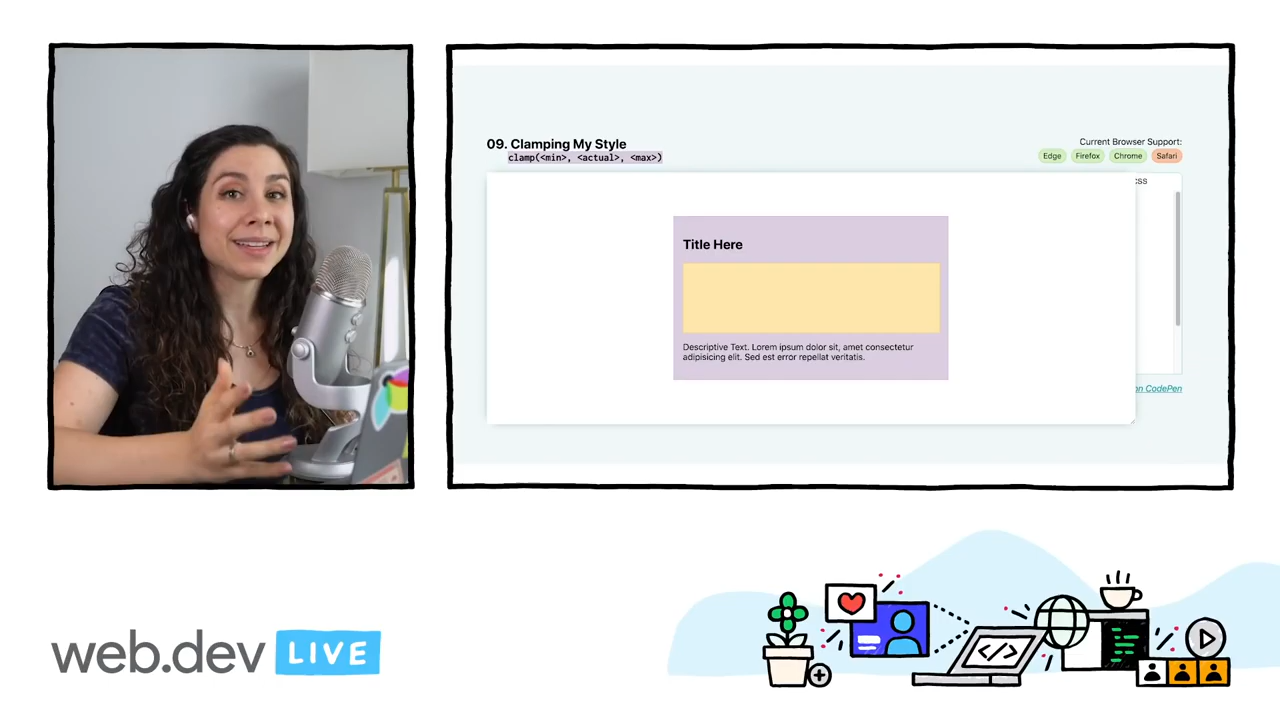 09. Clamping My Style
clamp(<min>, <actual>, <max>)
Current Browser Support:
Edge Firefox Chrome Safari
css
Title Here
Descriptive Text. Lorem ipsum dolor sit, amet consectetur
adipisicing elit. Sed est error repellat veritatis.
on CodePen
web.dev LIVE